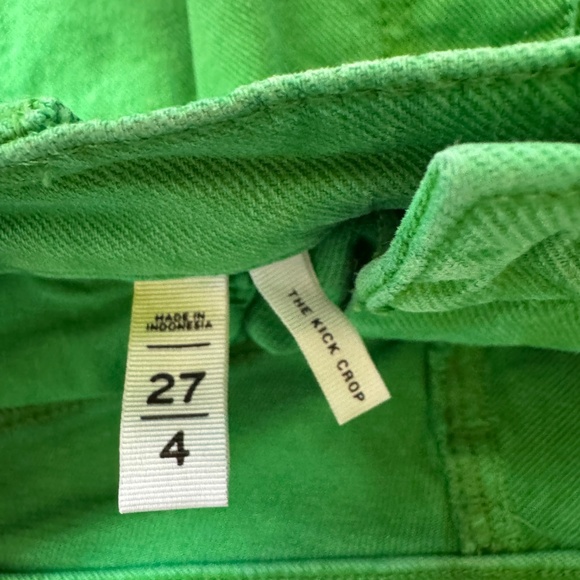 MADE IN
INDONESIA
27
4
THE KICK CROP